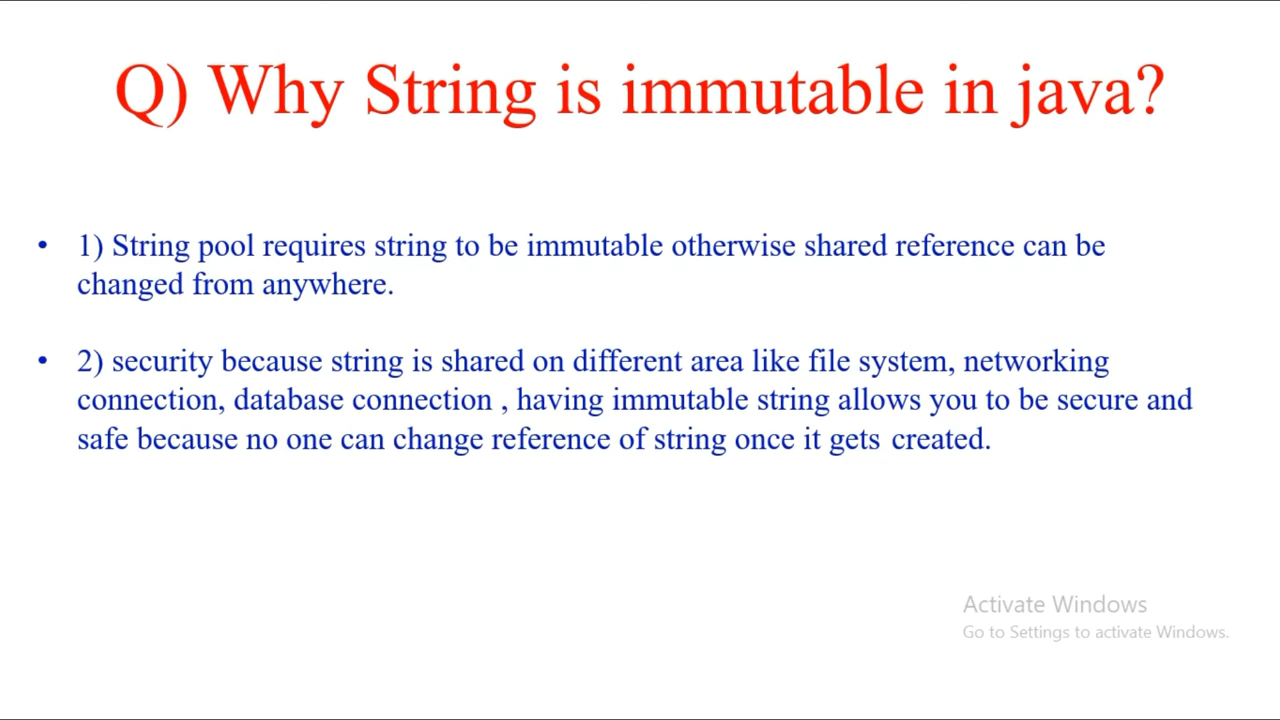 Q) Why String is immutable in java?
• 1) String pool requires string to be immutable otherwise shared reference can be
changed from anywhere.
• 2) security because string is shared on different area like file system, networking
connection, database connection , having immutable string allows you to be secure and
safe because no one can change reference of string once it gets created.
Activate Windows
Go to Settings to activate Windows.